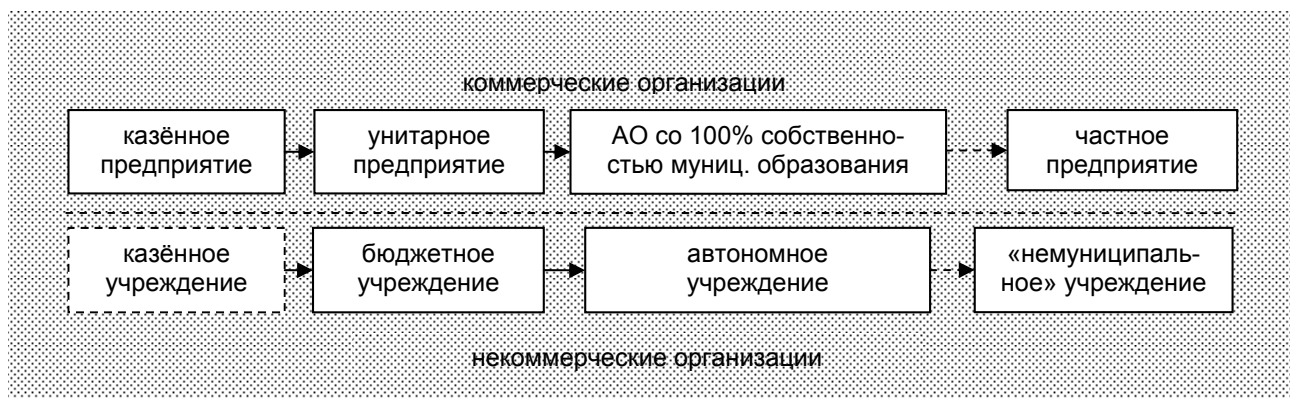 коммерческие организации
казённое
предприятие
унитарное
предприятие
АО со 100% собственно-
стью муниц. образования
частное
предприятие
казённое
учреждение
бюджетное
учреждение
автономное
учреждение
«немуниципаль-
ное» учреждение
некоммерческие организации